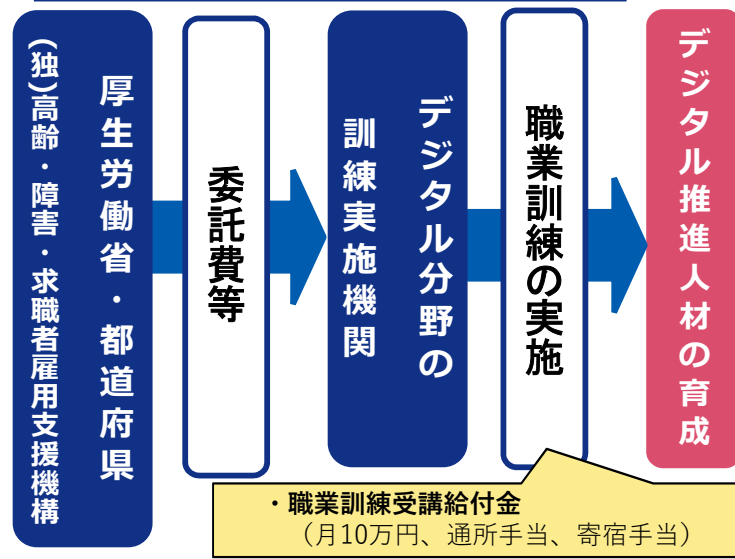 厚生労働省・都道府県
(独)高齢・障害・求職者雇用支援機構
委託費等
デジタル分野の
訓練実施機関
職業訓練の実施
デジタル推進人材の育成
・職業訓練受講給付金
（月10万円、通所手当、寄宿手当）